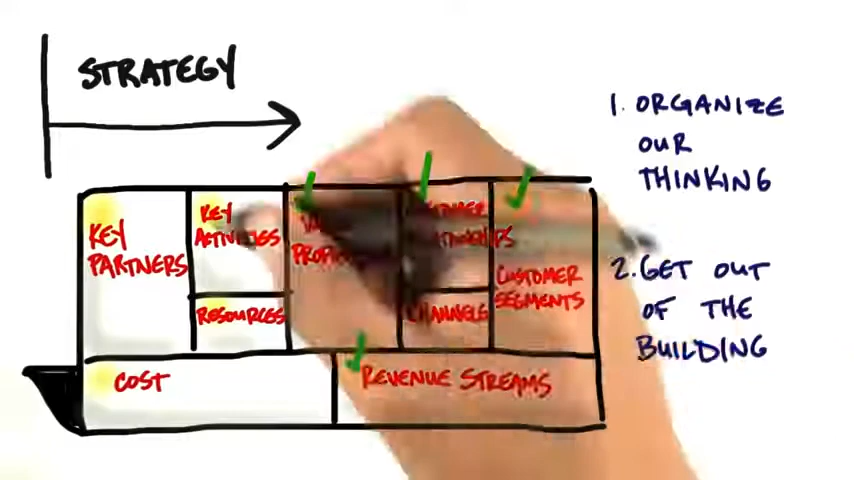 STRATEGY
1. ORGANIZE
OUR
THINKING
2. GET OUT
OF THE
BUILDING
KEY
PARTNERS
KEY
ACTIVITIES
RESOURCES
CUSTOMER
SEGMENTS
CHANNELS
COST
REVENUE STREAMS